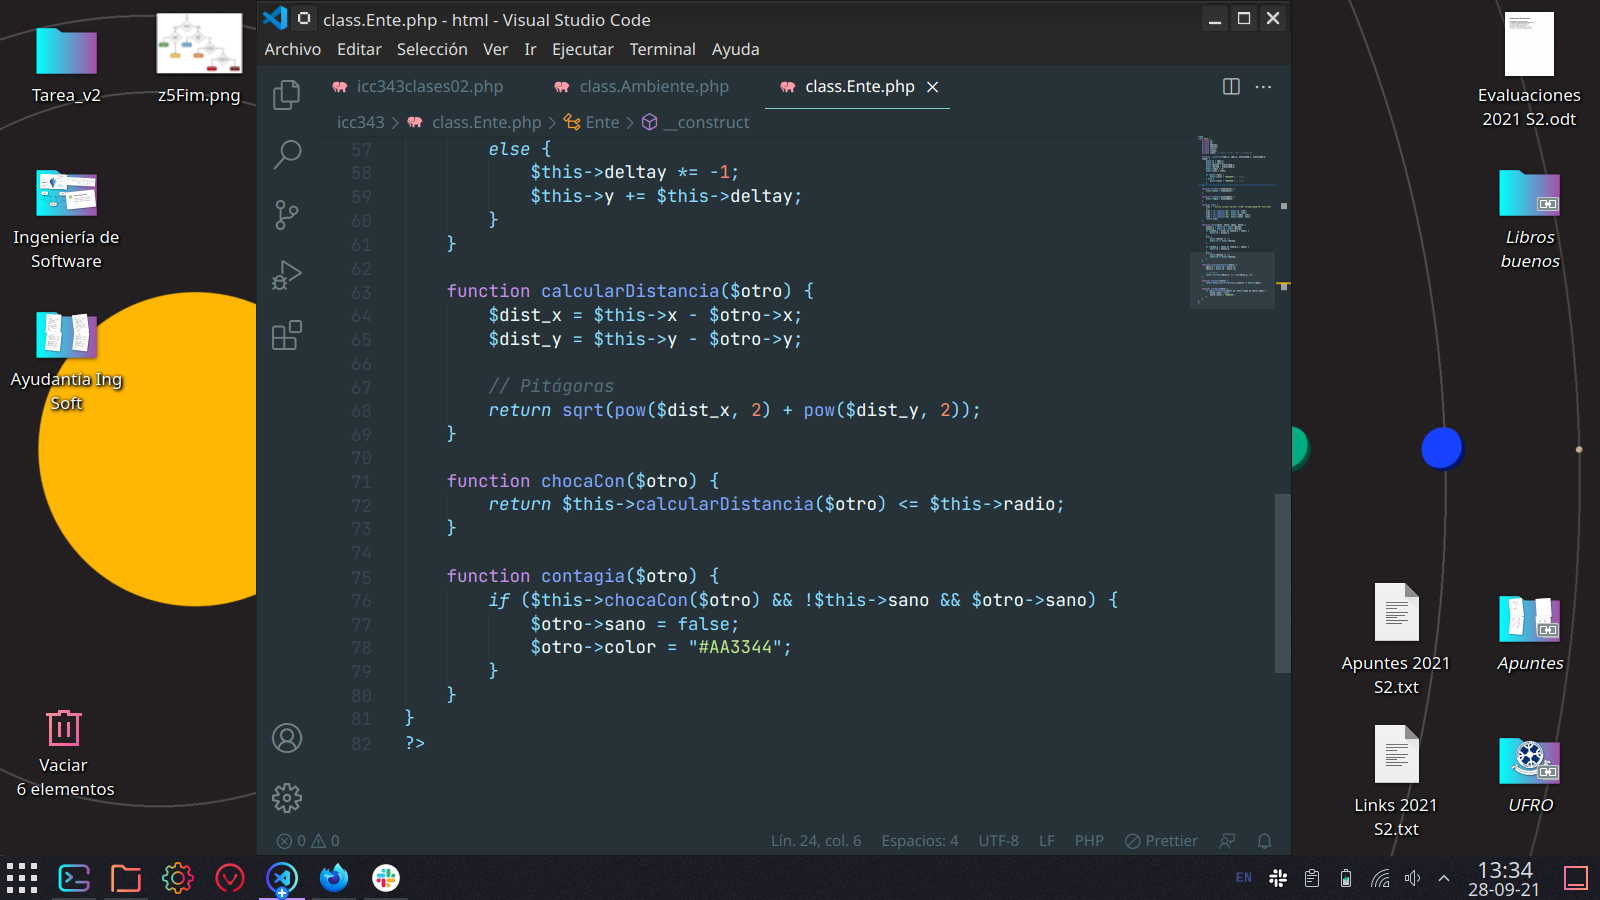 class.Ente.php - html - Visual Studio Code
Archivo Editar Selección Ver Ir Ejecutar Terminal Ayuda
icc343clases02.php class.Ambiente.php class.Ente.php
icc343 > class.Ente.php > Ente > __construct
57 else {
58 $this->deltay *= -1;
59 $this->y += $this->deltay;
60 }
61 }
62
63 function calcularDistancia($otro) {
64 $dist_x = $this->x - $otro->x;
65 $dist_y = $this->y - $otro->y;
66
67 // Pitágoras
68 return sqrt(pow($dist_x, 2) + pow($dist_y, 2));
69 }
70
71 function chocaCon($otro) {
72 return $this->calcularDistancia($otro) <= $this->radio;
73 }
74
75 function contagia($otro) {
76 if ($this->chocaCon($otro) && !$this->sano && $otro->sano) {
77 $otro->sano = false;
78 $otro->color = "#AA3344";
79 }
80 }
81 }
82 ?>
0 0 Lín. 24, col. 6 Espacios: 4 UTF-8 LF PHP Prettier
Tarea_v2
z5Fim.png
Ingeniería de
Software
Ayudantía Ing
Soft
Vaciar
6 elementos
Evaluaciones
2021 S2.odt
Libros
buenos
Apuntes 2021
S2.txt
Apuntes
Links 2021
S2.txt
UFRO
EN
13:34
28-09-21